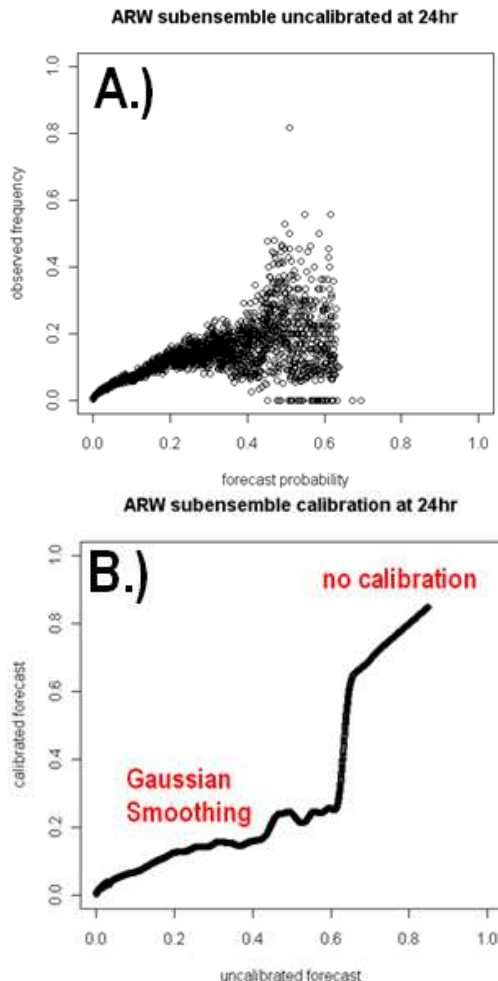 ARW subensemble uncalibrated at 24hr
A.)
observed frequency
1.0
0.8
0.6
0.4
0.2
0.0
0.0 0.2 0.4 0.6 0.8 1.0
forecast probability
ARW subensemble calibration at 24hr
B.)
no calibration
calibrated forecast
1.0
0.8
0.6
0.4
0.2
0.0
Gaussian
Smoothing
0.0 0.2 0.4 0.6 0.8 1.0
uncalibrated forecast